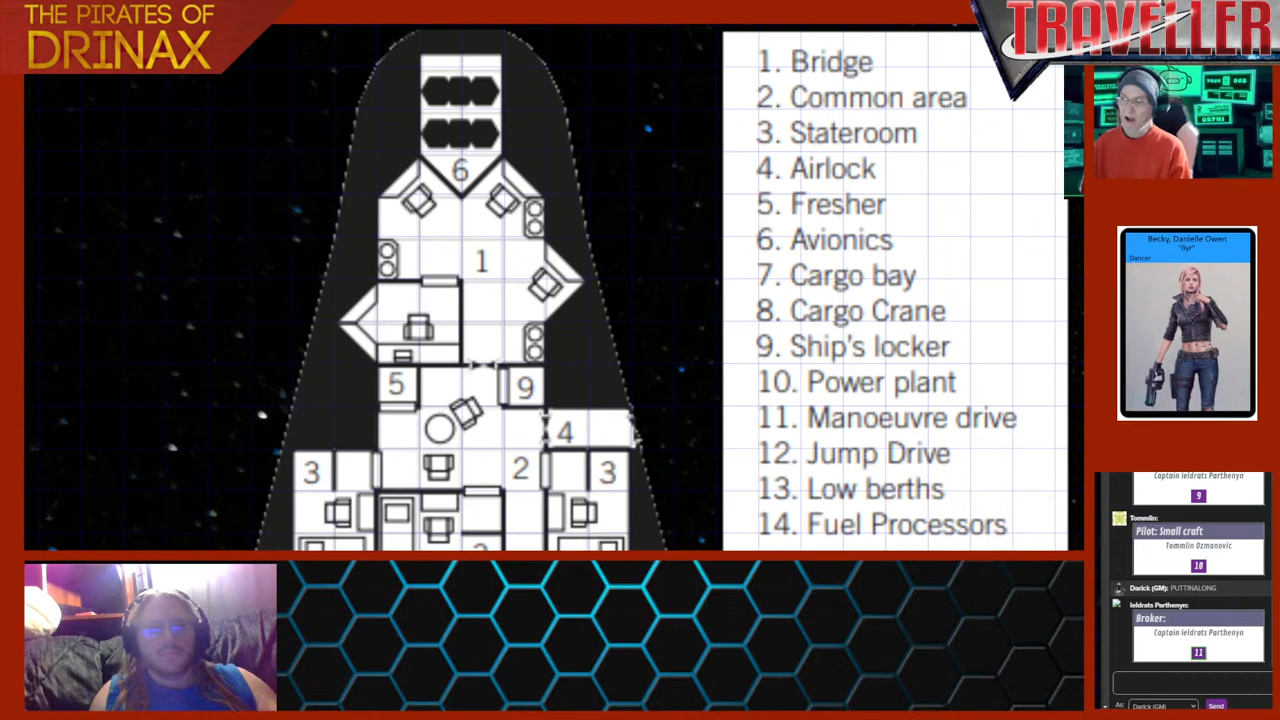 THE PIRATES OF
DRINAX
TRAVELLER
1. Bridge
2. Common area
3. Stateroom
4. Airlock
5. Fresher
6. Avionics
7. Cargo bay
8. Cargo Crane
9. Ship's locker
10. Power plant
11. Manoeuvre drive
12. Jump Drive
13. Low berths
14. Fuel Processors
6
1
5
9
4
3
2
3
Becky, Danielle Owen
"Gyr"
Dancer
Captain Ieldrats Parthenyn
9
Tommlin:
Pilot: Small craft
Tommlin Ozmanovic
10
Darick (GM): PUTTINALONG
Ieldrats Parthenyn:
Broker:
Captain Ieldrats Parthenyn
11
As: Darick (GM) Send